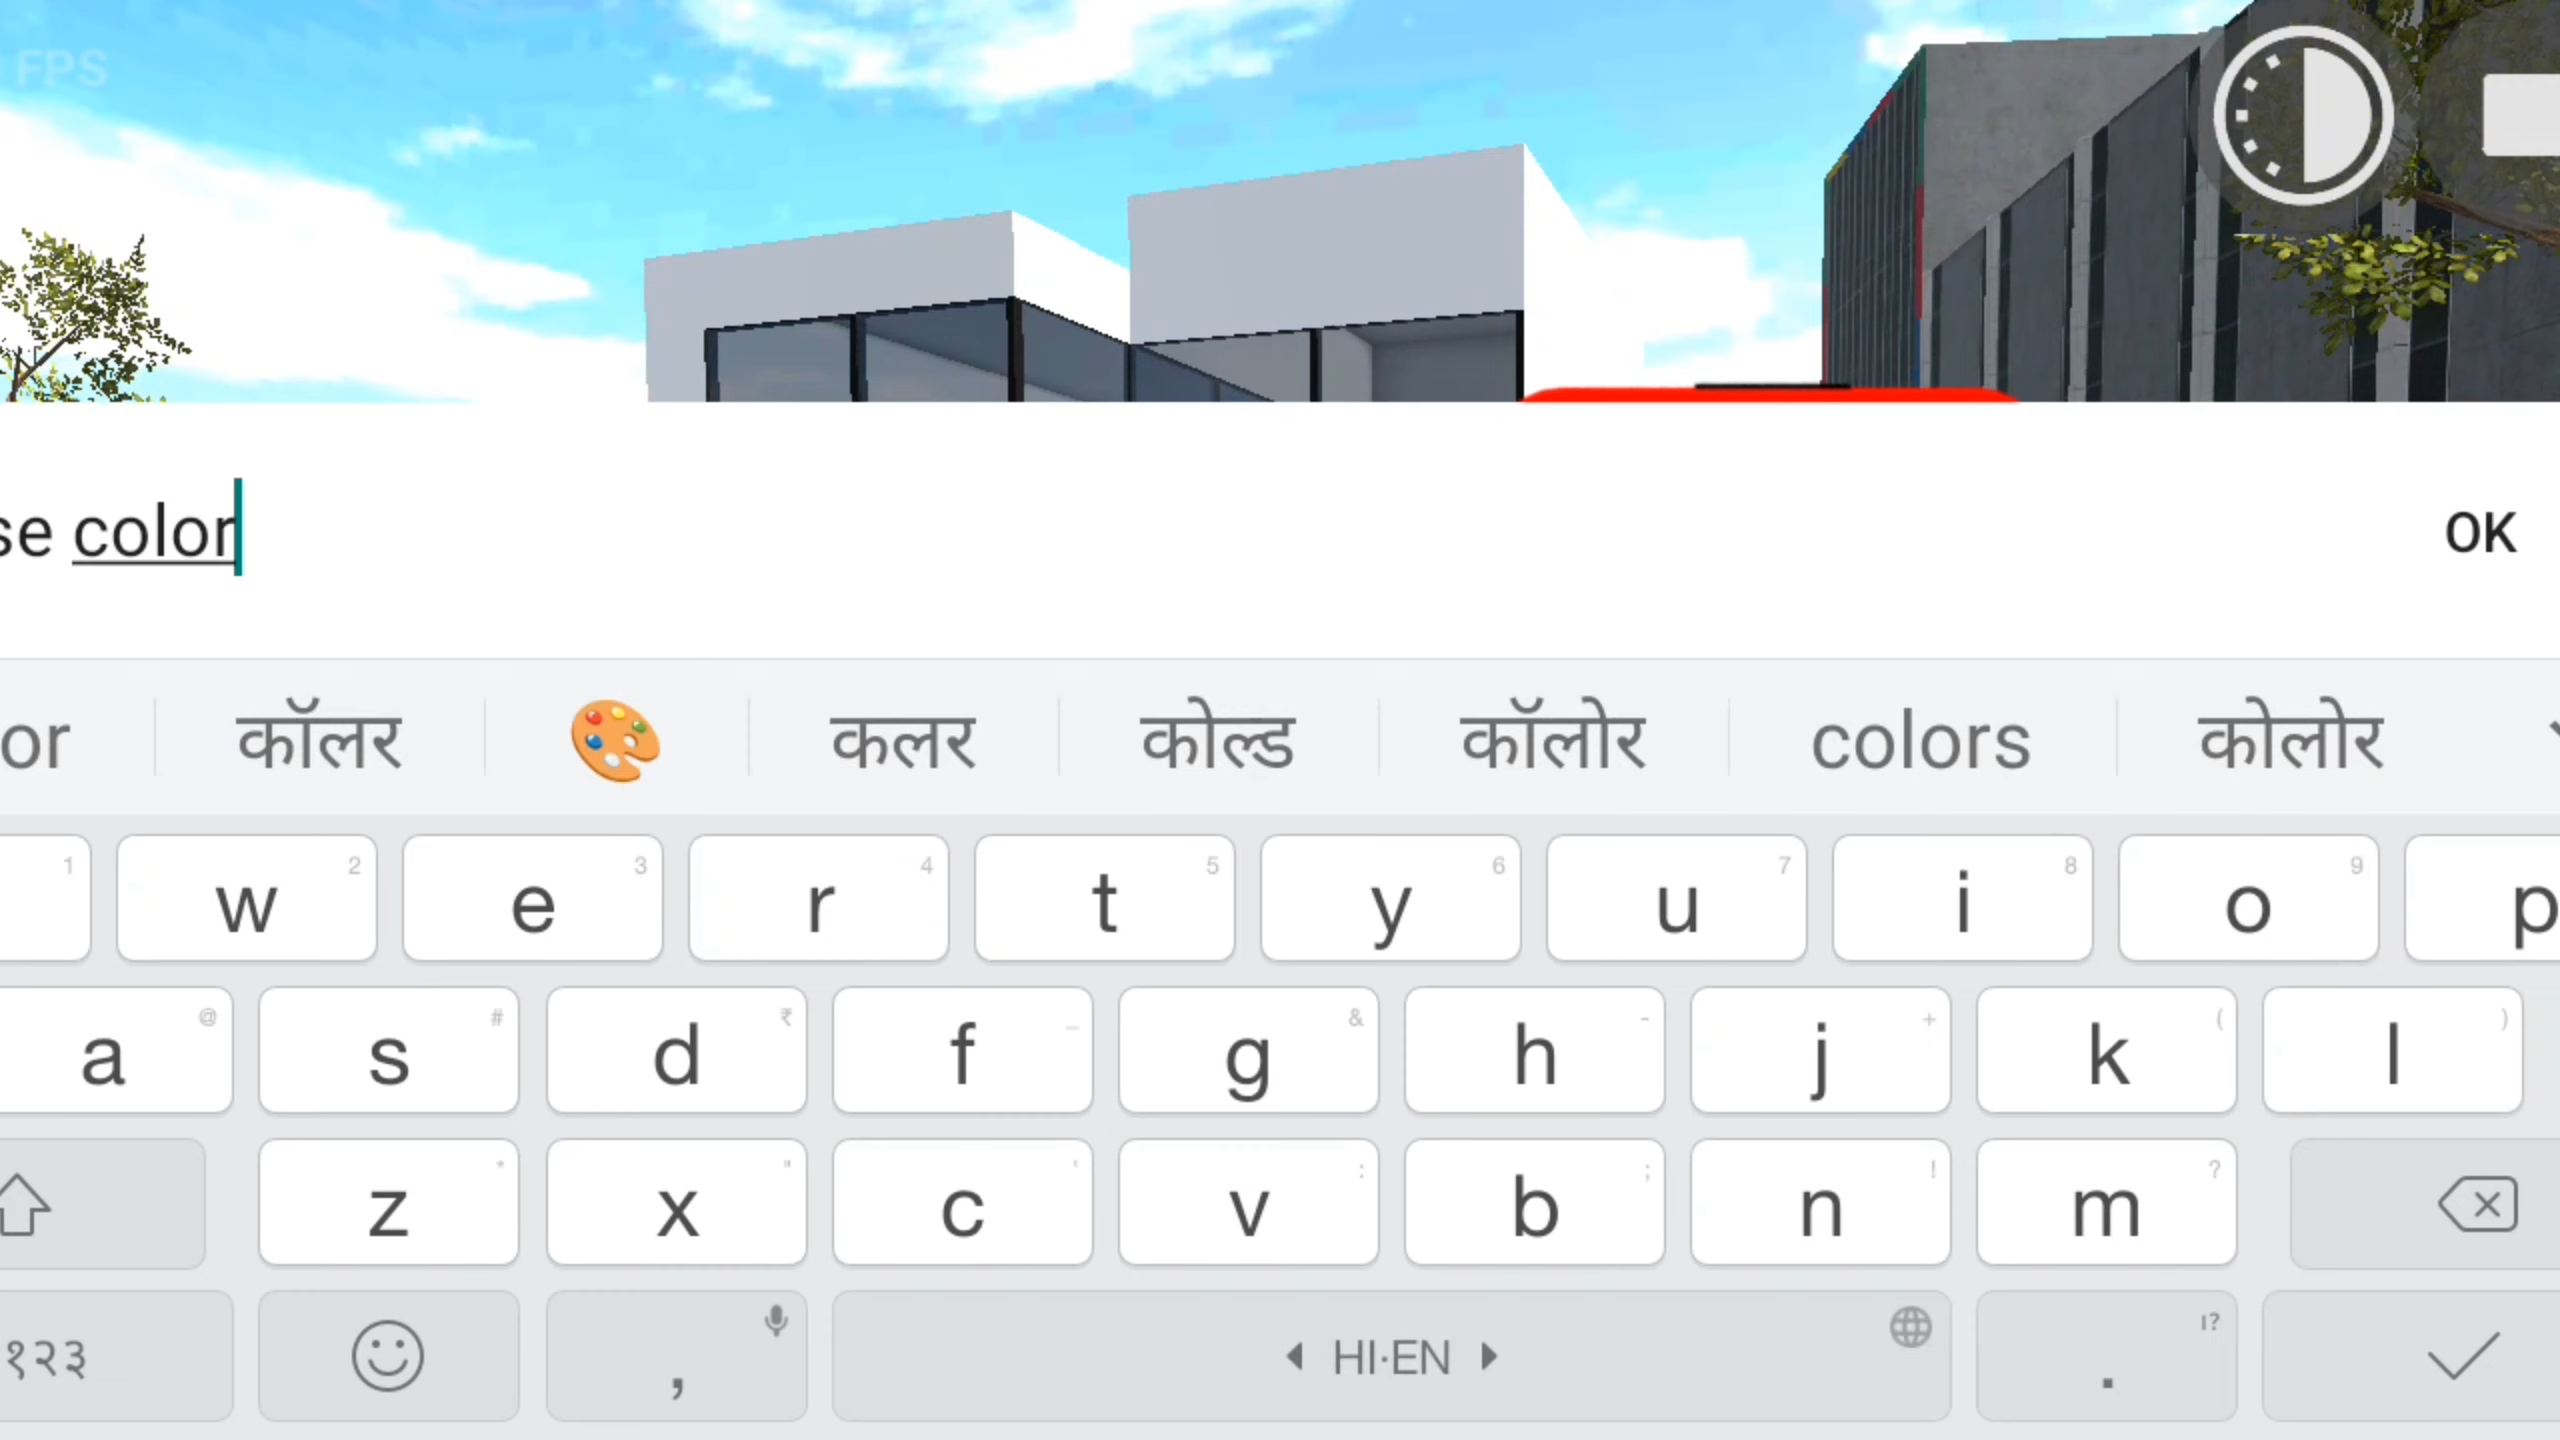 FPS
se color
OK
or कॉलर कलर कोल्ड कॉलोर colors कोलोर
1 w 2 e 3 r 4 t 5 y 6 u 7 i 8 o 9 p
a @ s # d ₹ f _ g & h - j + k ( l )
z * x " c ' v : b ; n ! m ?
१२३ , HI·EN . ।?